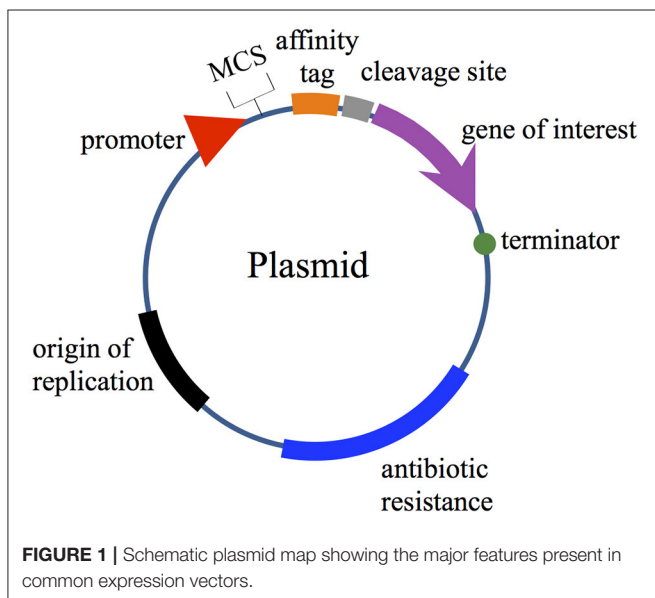 MCS
affinity
tag
cleavage site
promoter
gene of interest
terminator
Plasmid
origin of
replication
antibiotic
resistance
FIGURE 1 | Schematic plasmid map showing the major features present in
common expression vectors.